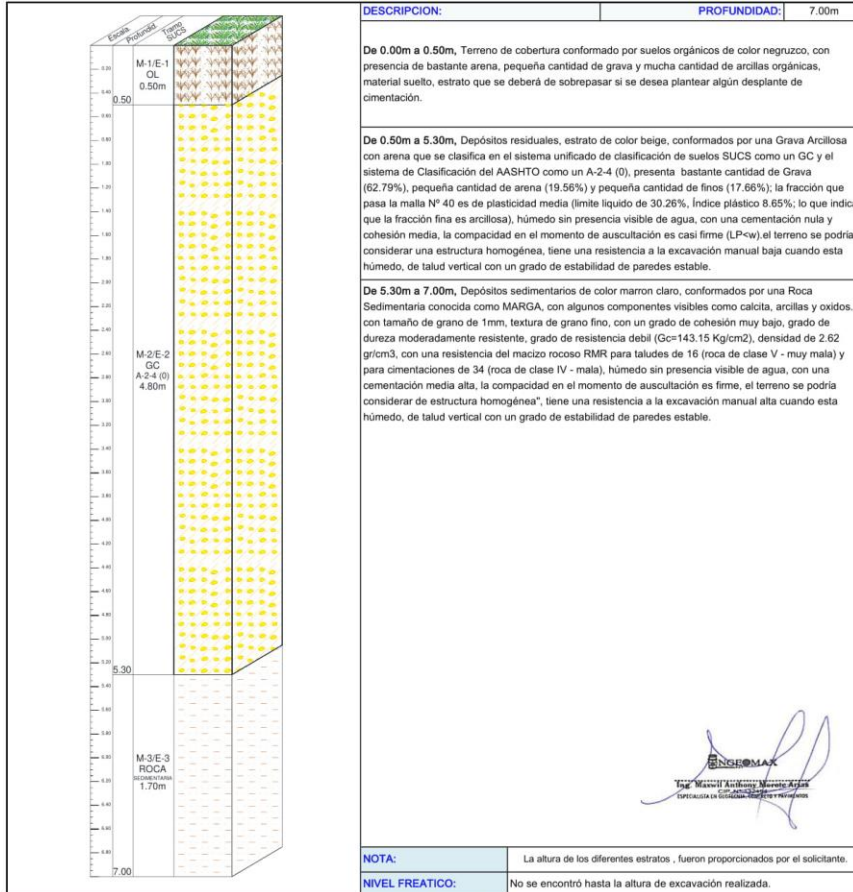 DESCRIPCION: PROFUNDIDAD: 7.00m
Escala. Profundid. Tramo SUCS
De 0.00m a 0.50m, Terreno de cobertura conformado por suelos orgánicos de color negruzco, con
presencia de bastante arena, pequeña cantidad de grava y mucha cantidad de arcillas orgánicas,
material suelto, estrato que se deberá de sobrepasar si se desea plantear algún desplante de
cimentación.
M-1/E-1
OL
0.50m
0.50
De 0.50m a 5.30m, Depósitos residuales, estrato de color beige, conformados por una Grava Arcillosa
con arena que se clasifica en el sistema unificado de clasificación de suelos SUCS como un GC y el
sistema de Clasificación del AASHTO como un A-2-4 (0), presenta bastante cantidad de Grava
(62.79%), pequeña cantidad de arena (19.56%) y pequeña cantidad de finos (17.66%); la fracción que
pasa la malla Nº 40 es de plasticidad media (limite liquido de 30.26%, Índice plástico 8.65%; lo que indic
que la fracción fina es arcillosa), húmedo sin presencia visible de agua, con una cementación nula y
cohesión media, la compacidad en el momento de auscultación es casi firme (LP<w).el terreno se podría
considerar una estructura homogénea, tiene una resistencia a la excavación manual baja cuando esta
húmedo, de talud vertical con un grado de estabilidad de paredes estable.
M-2/E-2
GC
A-2-4 (0)
4.80m
5.30
De 5.30m a 7.00m, Depósitos sedimentarios de color marron claro, conformados por una Roca
Sedimentaria conocida como MARGA, con algunos componentes visibles como calcita, arcillas y oxidos.
con tamaño de grano de 1mm, textura de grano fino, con un grado de cohesión muy bajo, grado de
dureza moderadamente resistente, grado de resistencia debil (Gc=143.15 Kg/cm2), densidad de 2.62
gr/cm3, con una resistencia del macizo rocoso RMR para taludes de 16 (roca de clase V - muy mala) y
para cimentaciones de 34 (roca de clase IV - mala), húmedo sin presencia visible de agua, con una
cementación media alta, la compacidad en el momento de auscultación es firme, el terreno se podría
considerar de estructura homogénea", tiene una resistencia a la excavación manual alta cuando esta
húmedo, de talud vertical con un grado de estabilidad de paredes estable.
M-3/E-3
ROCA
SEDIMENTARIA
1.70m
7.00
INGEOMAX
Ing. Maxwil Anthony Morote Arias
ESPECIALISTA EN GEOTECNIA, CONCRETO Y PAVIMENTOS
NOTA: La altura de los diferentes estratos , fueron proporcionados por el solicitante.
NIVEL FREATICO: No se encontró hasta la altura de excavación realizada.